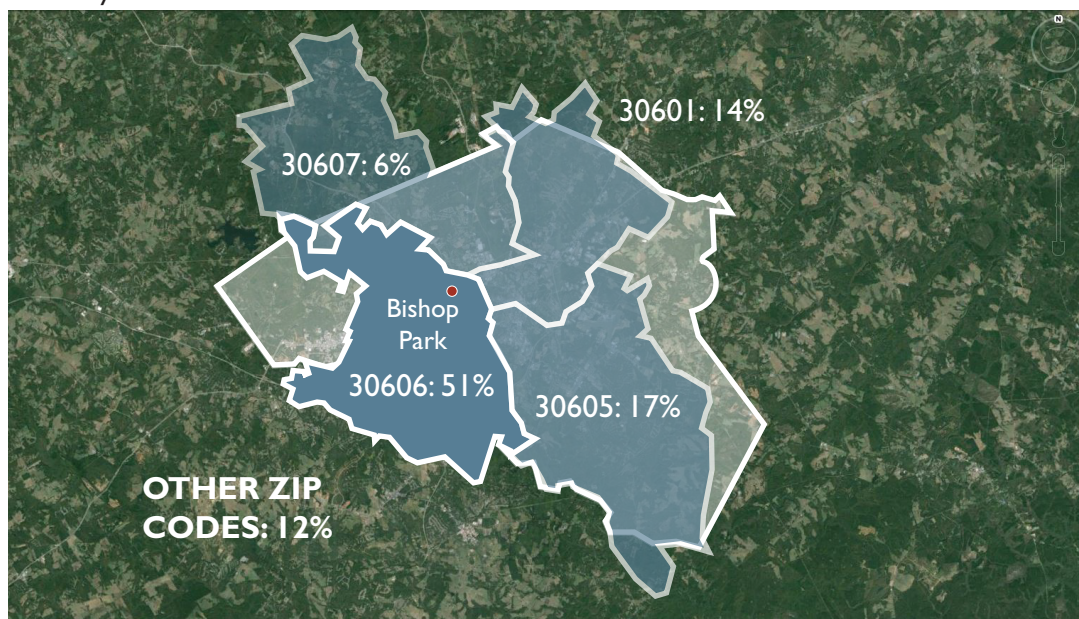 30601: 14%
30607: 6%
Bishop
Park
30606: 51%
30605: 17%
OTHER ZIP
CODES: 12%
N